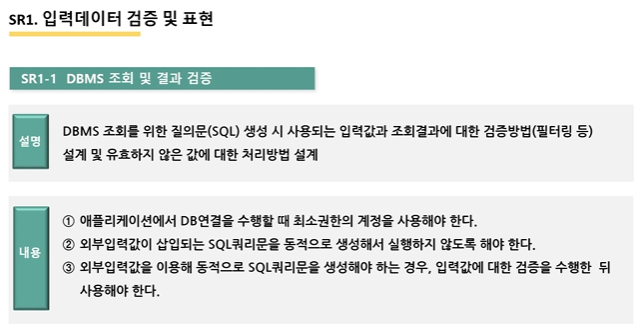 SR1. 입력데이터 검증 및 표현
SR1-1 DBMS 조회 및 결과 검증
설명
DBMS 조회를 위한 질의문(SQL) 생성 시 사용되는 입력값과 조회결과에 대한 검증방법(필터링 등)
설계 및 유효하지 않은 값에 대한 처리방법 설계
내용
① 애플리케이션에서 DB연결을 수행할 때 최소권한의 계정을 사용해야 한다.
② 외부입력값이 삽입되는 SQL쿼리문을 동적으로 생성해서 실행하지 않도록 해야 한다.
③ 외부입력값을 이용해 동적으로 SQL쿼리문을 생성해야 하는 경우, 입력값에 대한 검증을 수행한 뒤
사용해야 한다.